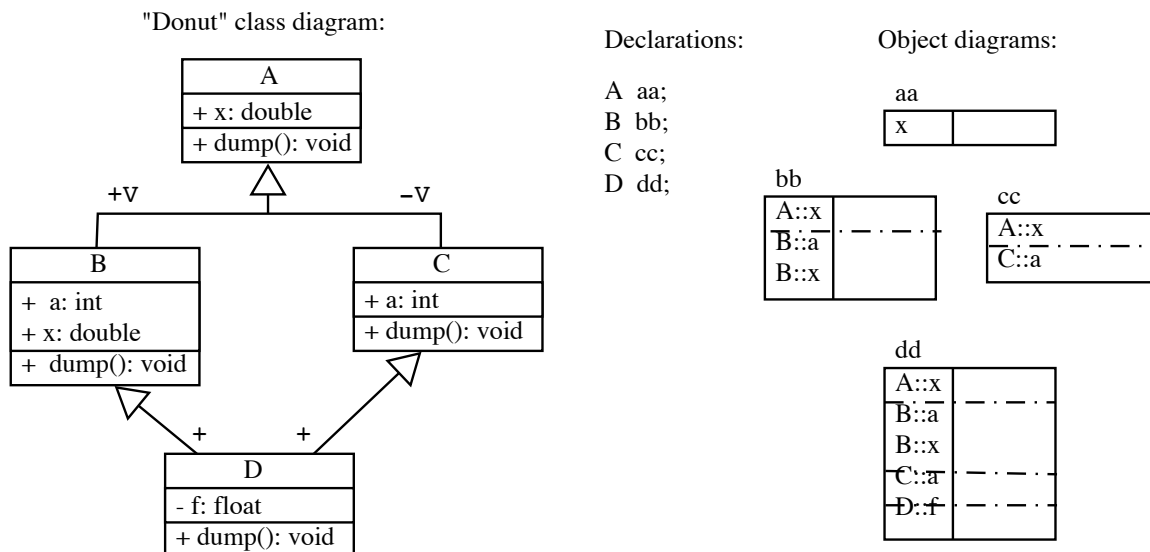 "Donut" class diagram:
A
+ x: double
+ dump(): void
+V
–V
B
+ a: int
+ x: double
+ dump(): void
C
+ a: int
+ dump(): void
+
+
D
- f: float
+ dump(): void
Declarations:
A aa;
B bb;
C cc;
D dd;
Object diagrams:
aa
x
bb
A::x
B::a
B::x
cc
A::x
C::a
dd
A::x
B::a
B::x
C::a
D::f